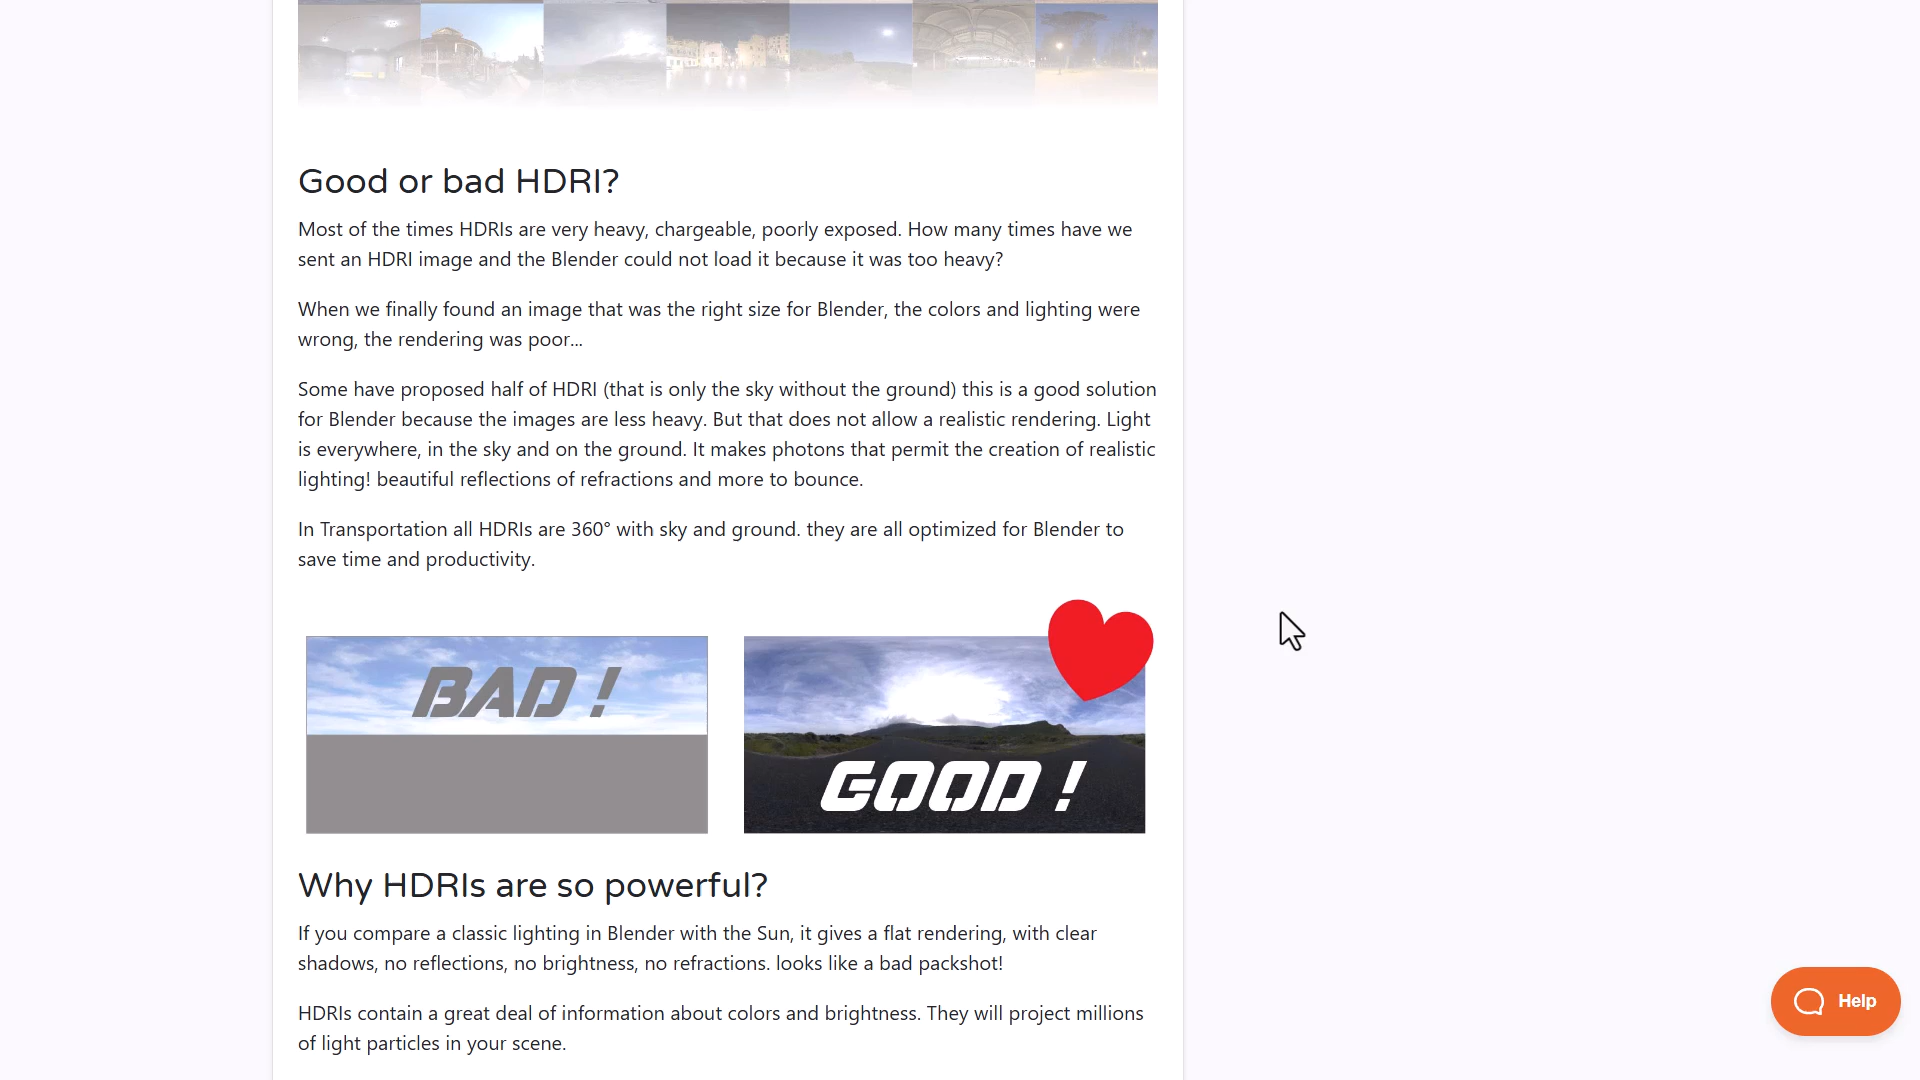 Good or bad HDRI?
Most of the times HDRIs are very heavy, chargeable, poorly exposed. How many times have we
sent an HDRI image and the Blender could not load it because it was too heavy?
When we finally found an image that was the right size for Blender, the colors and lighting were
wrong, the rendering was poor...
Some have proposed half of HDRI (that is only the sky without the ground) this is a good solution
for Blender because the images are less heavy. But that does not allow a realistic rendering. Light
is everywhere, in the sky and on the ground. It makes photons that permit the creation of realistic
lighting! beautiful reflections of refractions and more to bounce.
In Transportation all HDRIs are 360° with sky and ground. they are all optimized for Blender to
save time and productivity.
BAD !
GOOD !
Why HDRIs are so powerful?
If you compare a classic lighting in Blender with the Sun, it gives a flat rendering, with clear
shadows, no reflections, no brightness, no refractions. looks like a bad packshot!
HDRIs contain a great deal of information about colors and brightness. They will project millions
of light particles in your scene.
Help